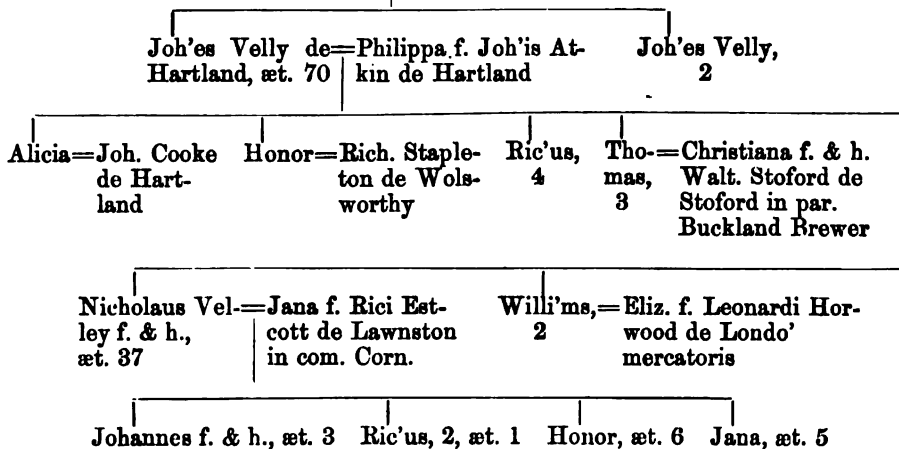 Joh'es Velly de=Philippa f. Joh'is At- Joh'es Velly,
Hartland, æt. 70 kin de Hartland 2
Alicia=Joh. Cooke Honor=Rich. Staple- Ric'us, Tho-=Christiana f. & h.
de Hart- ton de Wols- 4 mas, Walt. Stoford de
land worthy 3 Stoford in par.
Buckland Brewer
Nicholaus Vel-=Jana f. Rici Est- Willi'ms,= Eliz. f. Leonardi Hor-
ley f. & h., cott de Lawnston 2 wood de Londo'
æt. 37 in com. Corn. mercatoris
Johannes f. & h., æt. 3 Ric'us, 2, æt. 1 Honor, æt. 6 Jana, æt. 5